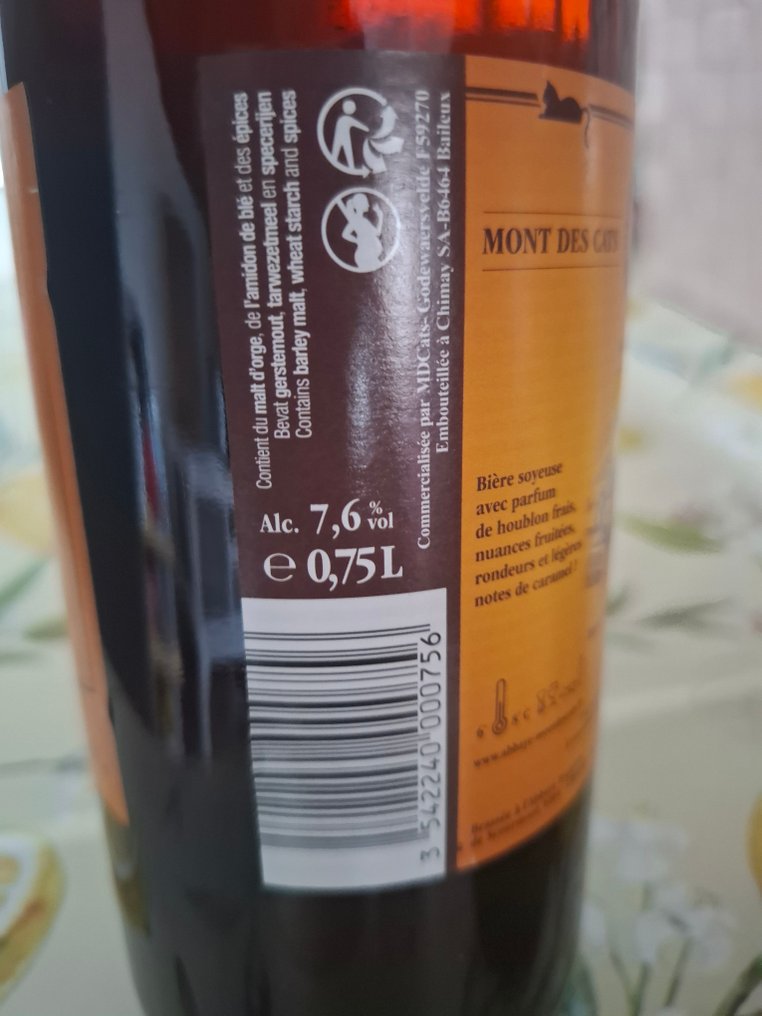 Contient du malt d'orge, de l'amidon de blé et des épices
Bevat gerstemout, tarwezetmeel en specerijen
Contains barley malt, wheat starch and spices
Commercialisée par MDCats- Godewaersvelde F59270
Embouteillée à Chimay SA-B6464 Baileux
Alc. 7,6 % vol
e 0,75L
3 542240 000756
MONT DES CATS
Bière soyeuse
avec parfum
de houblon frais,
nuances fruitées,
rondeurs et légères
notes de caramel !